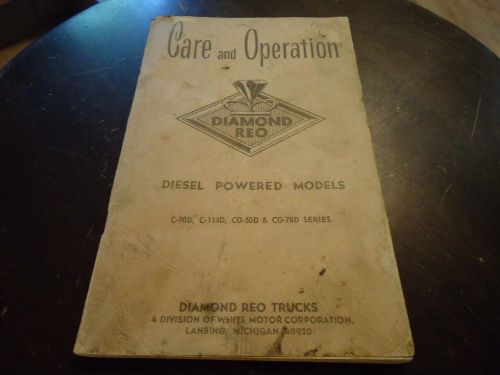 Care and Operation
DIAMOND
REO
DIESEL POWERED MODELS
C-90D, C-114D, CO-50D & CO-78D SERIES
DIAMOND REO TRUCKS
A DIVISION OF WHITE MOTOR CORPORATION,
LANSING, MICHIGAN 48920